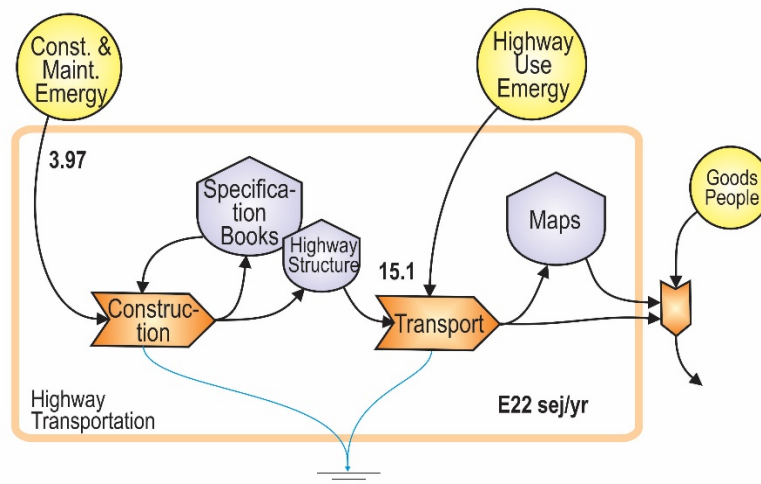 Const. &
Maint.
Emergy
Highway
Use
Emergy
3.97
Specifica-
tion
Books
Highway
Structure
15.1
Maps
Goods
People
Construc-
tion
Transport
Highway
Transportation
E22 sej/yr